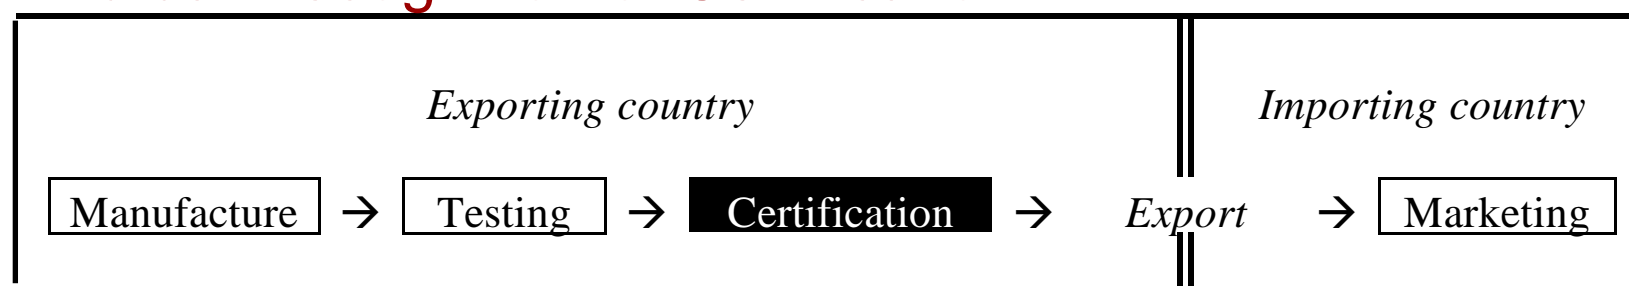 Exporting country Importing country
Manufacture → Testing → Certification → Export → Marketing